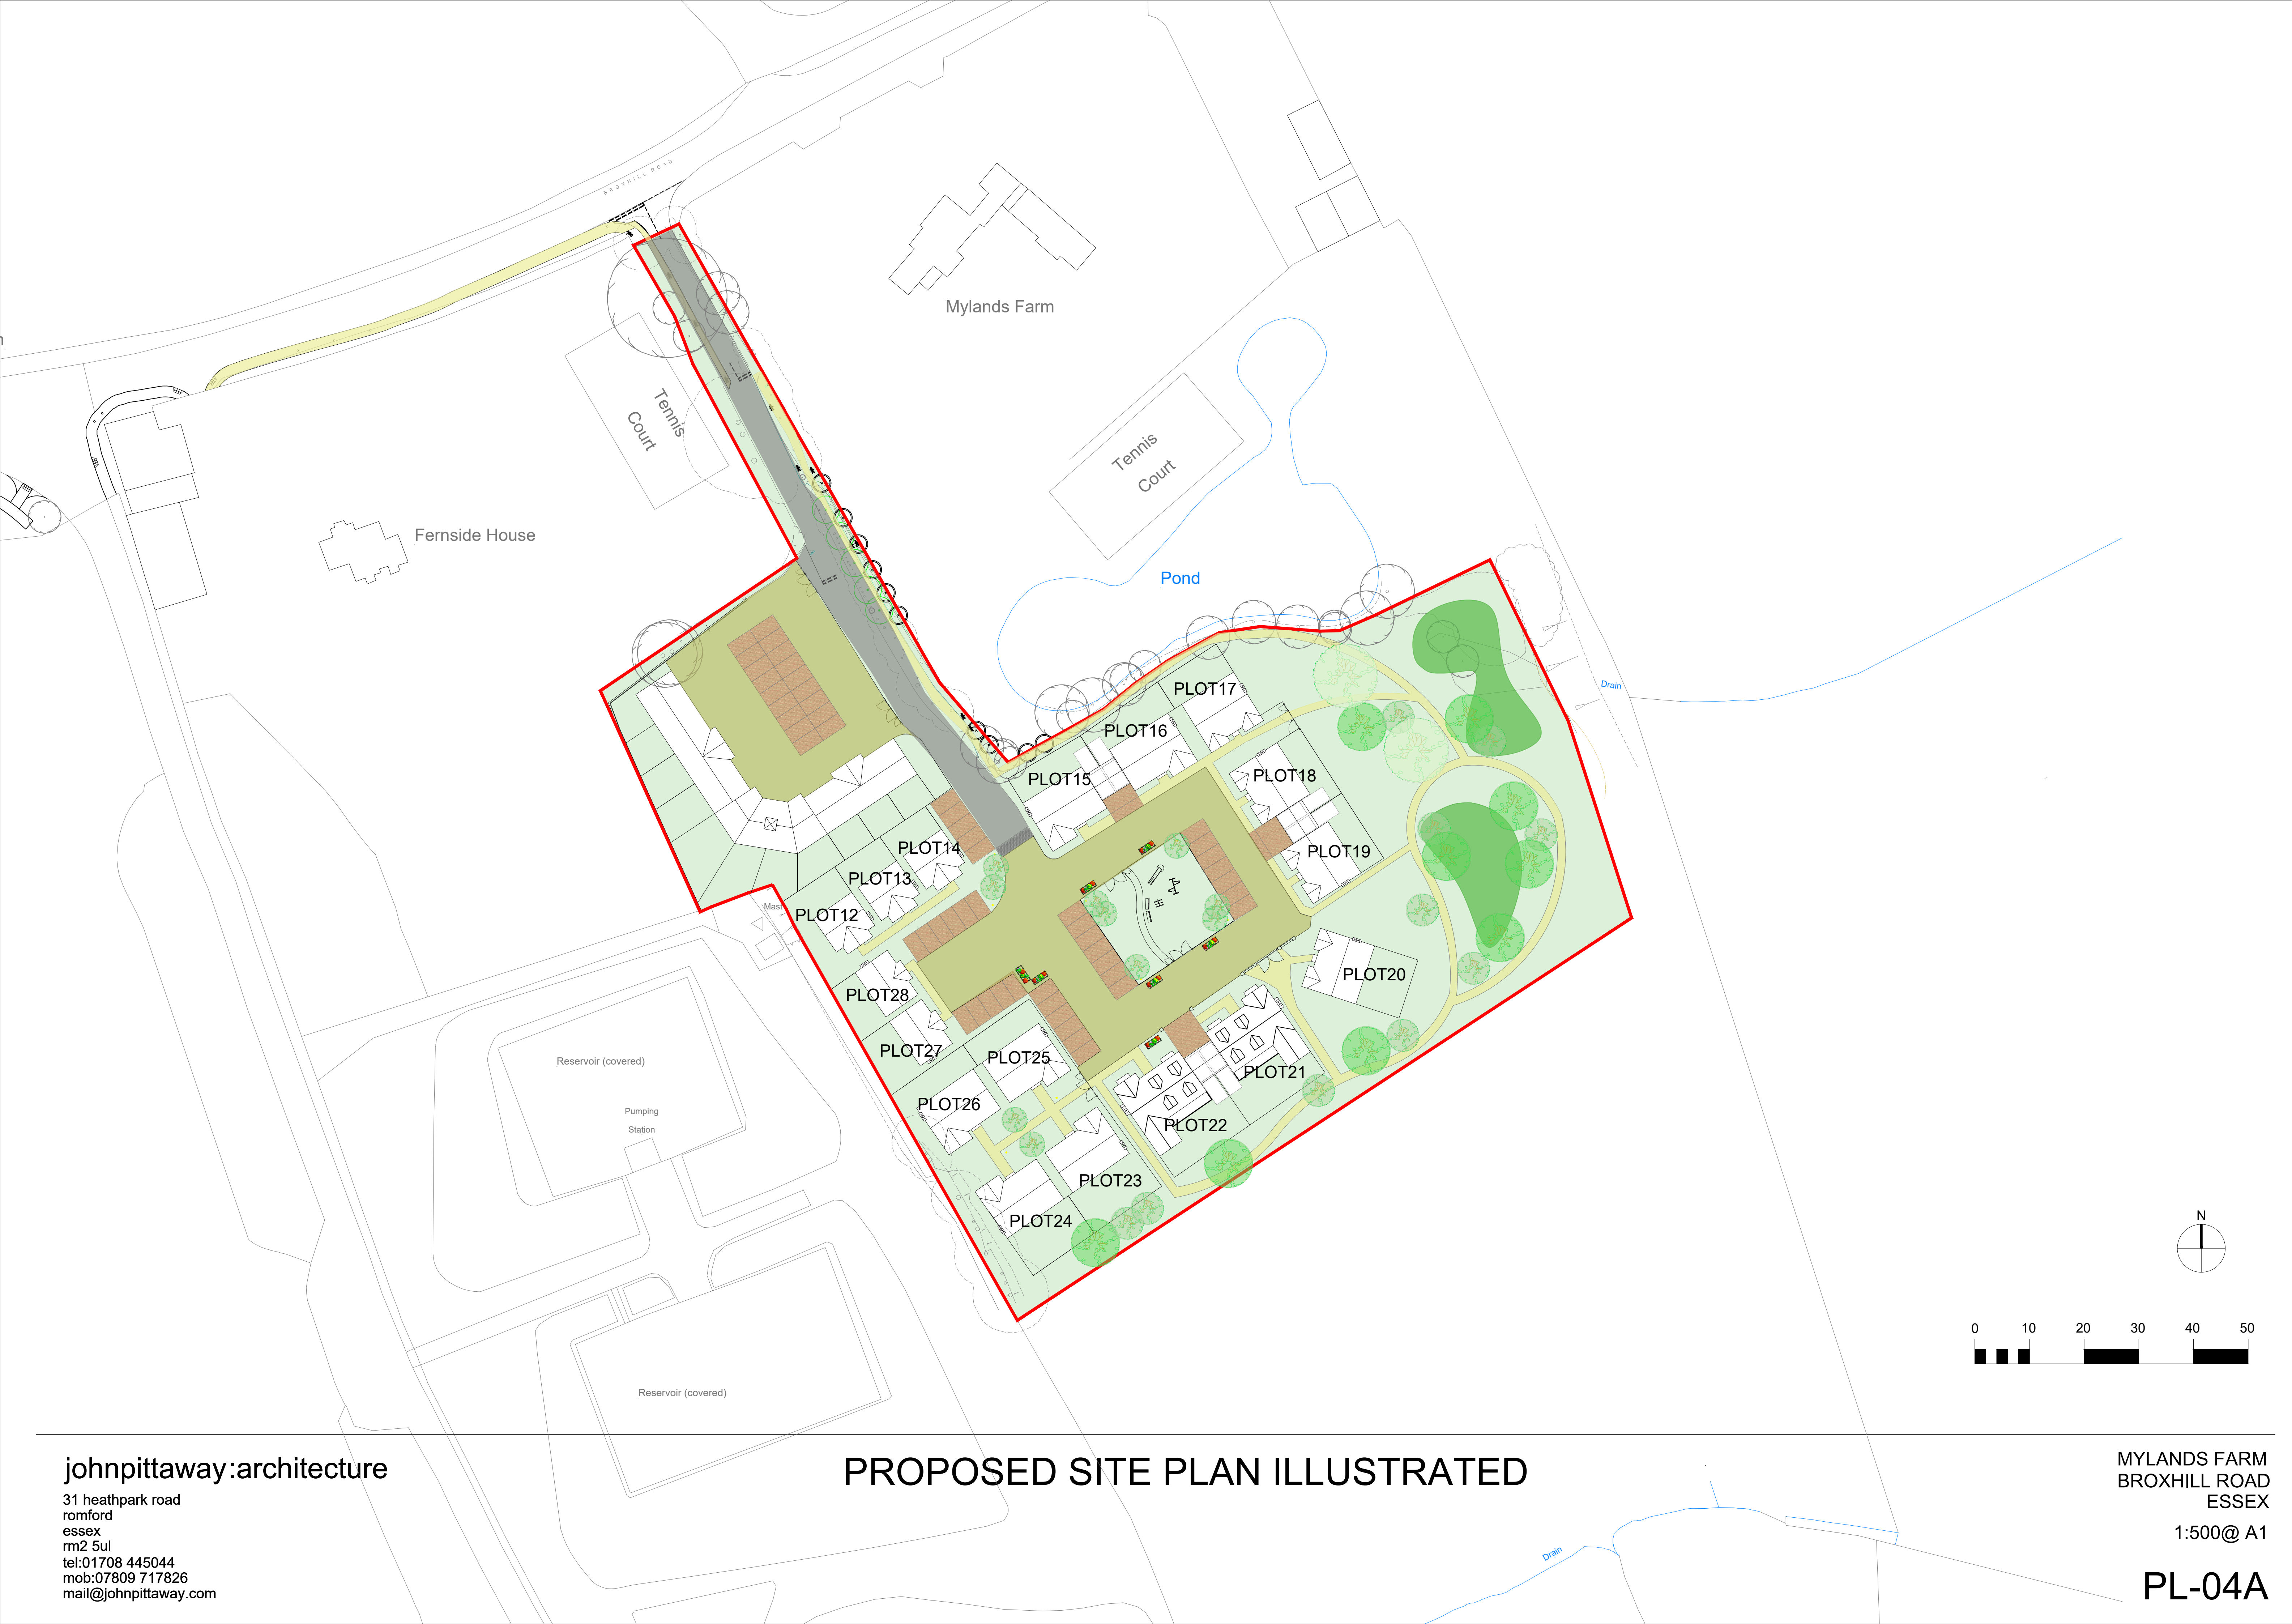 BROXHILL ROAD
Mylands Farm
Tennis
Court
Tennis
Court
Fernside House
Pond
Drain
PLOT17
PLOT16
PLOT15
PLOT18
PLOT14
PLOT19
PLOT13
Mast
PLOT12
PLOT20
PLOT28
PLOT27
PLOT25
PLOT21
PLOT26
PLOT22
PLOT23
PLOT24
Reservoir (covered)
Pumping
Station
Reservoir (covered)
Drain
N
0 10 20 30 40 50
johnpittaway:architecture
31 heathpark road
romford
essex
rm2 5ul
tel:01708 445044
mob:07809 717826
mail@johnpittaway.com
PROPOSED SITE PLAN ILLUSTRATED
MYLANDS FARM
BROXHILL ROAD
ESSEX
1:500@ A1
PL-04A